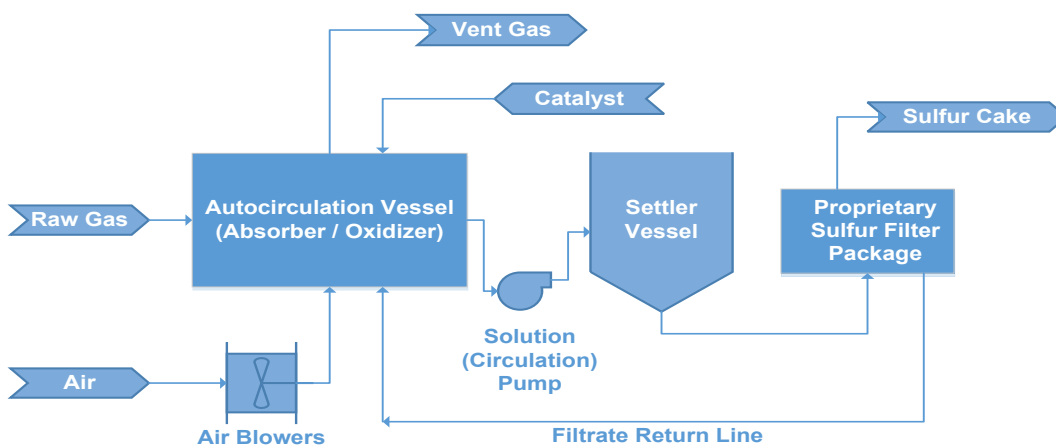 Vent Gas
Catalyst
Sulfur Cake
Raw Gas
Autocirculation Vessel
(Absorber / Oxidizer)
Settler
Vessel
Proprietary
Sulfur Filter
Package
Solution
(Circulation)
Pump
Air
Air Blowers
Filtrate Return Line